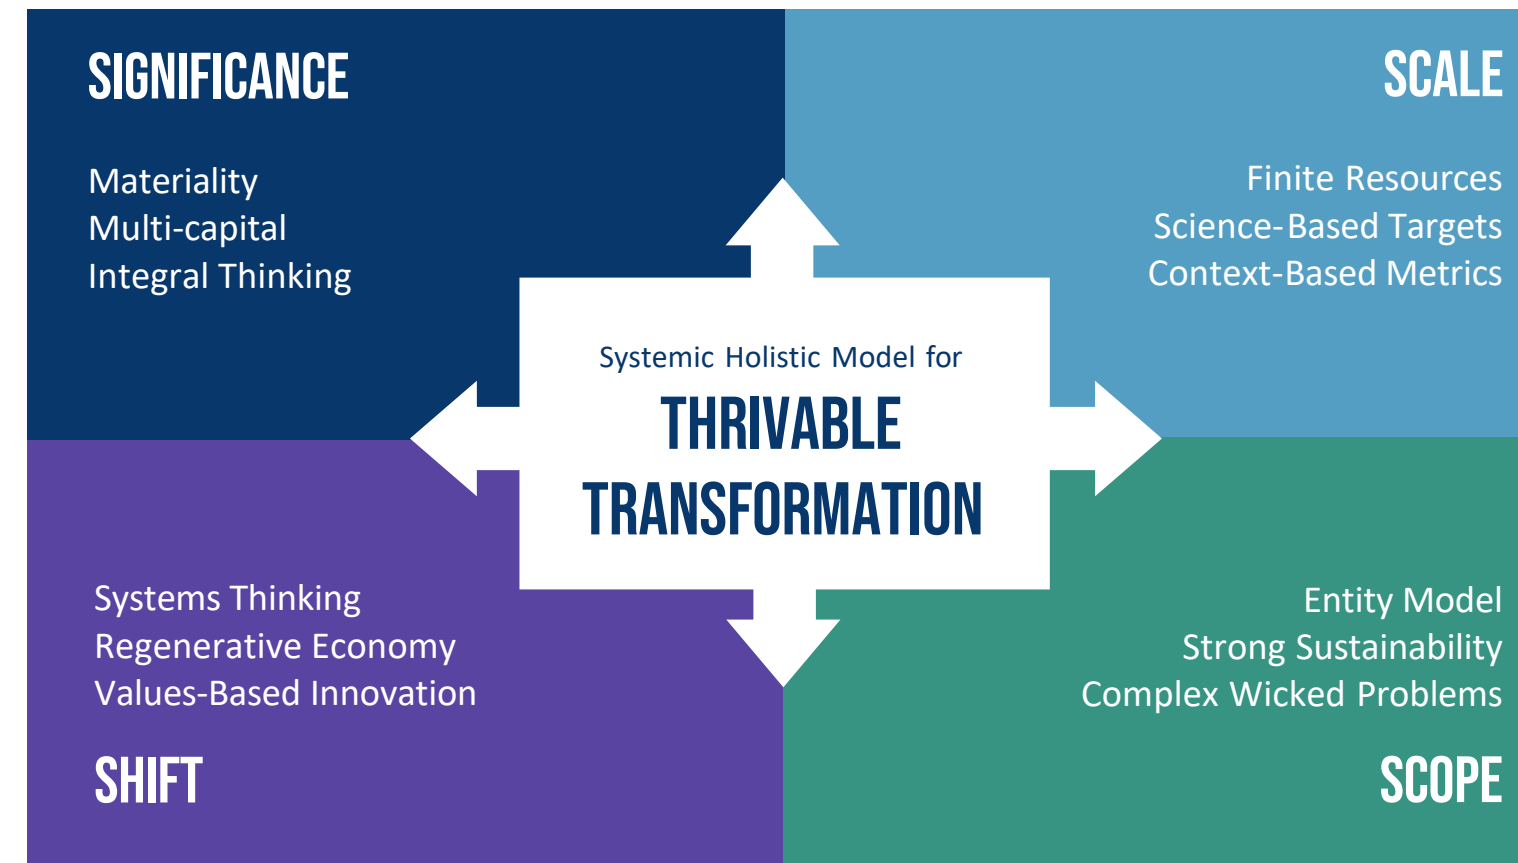 SIGNIFICANCE
Materiality
Multi-capital
Integral Thinking
SCALE
Finite Resources
Science-Based Targets
Context-Based Metrics
Systemic Holistic Model for
THRIVABLE
TRANSFORMATION
Systems Thinking
Regenerative Economy
Values-Based Innovation
SHIFT
Entity Model
Strong Sustainability
Complex Wicked Problems
SCOPE